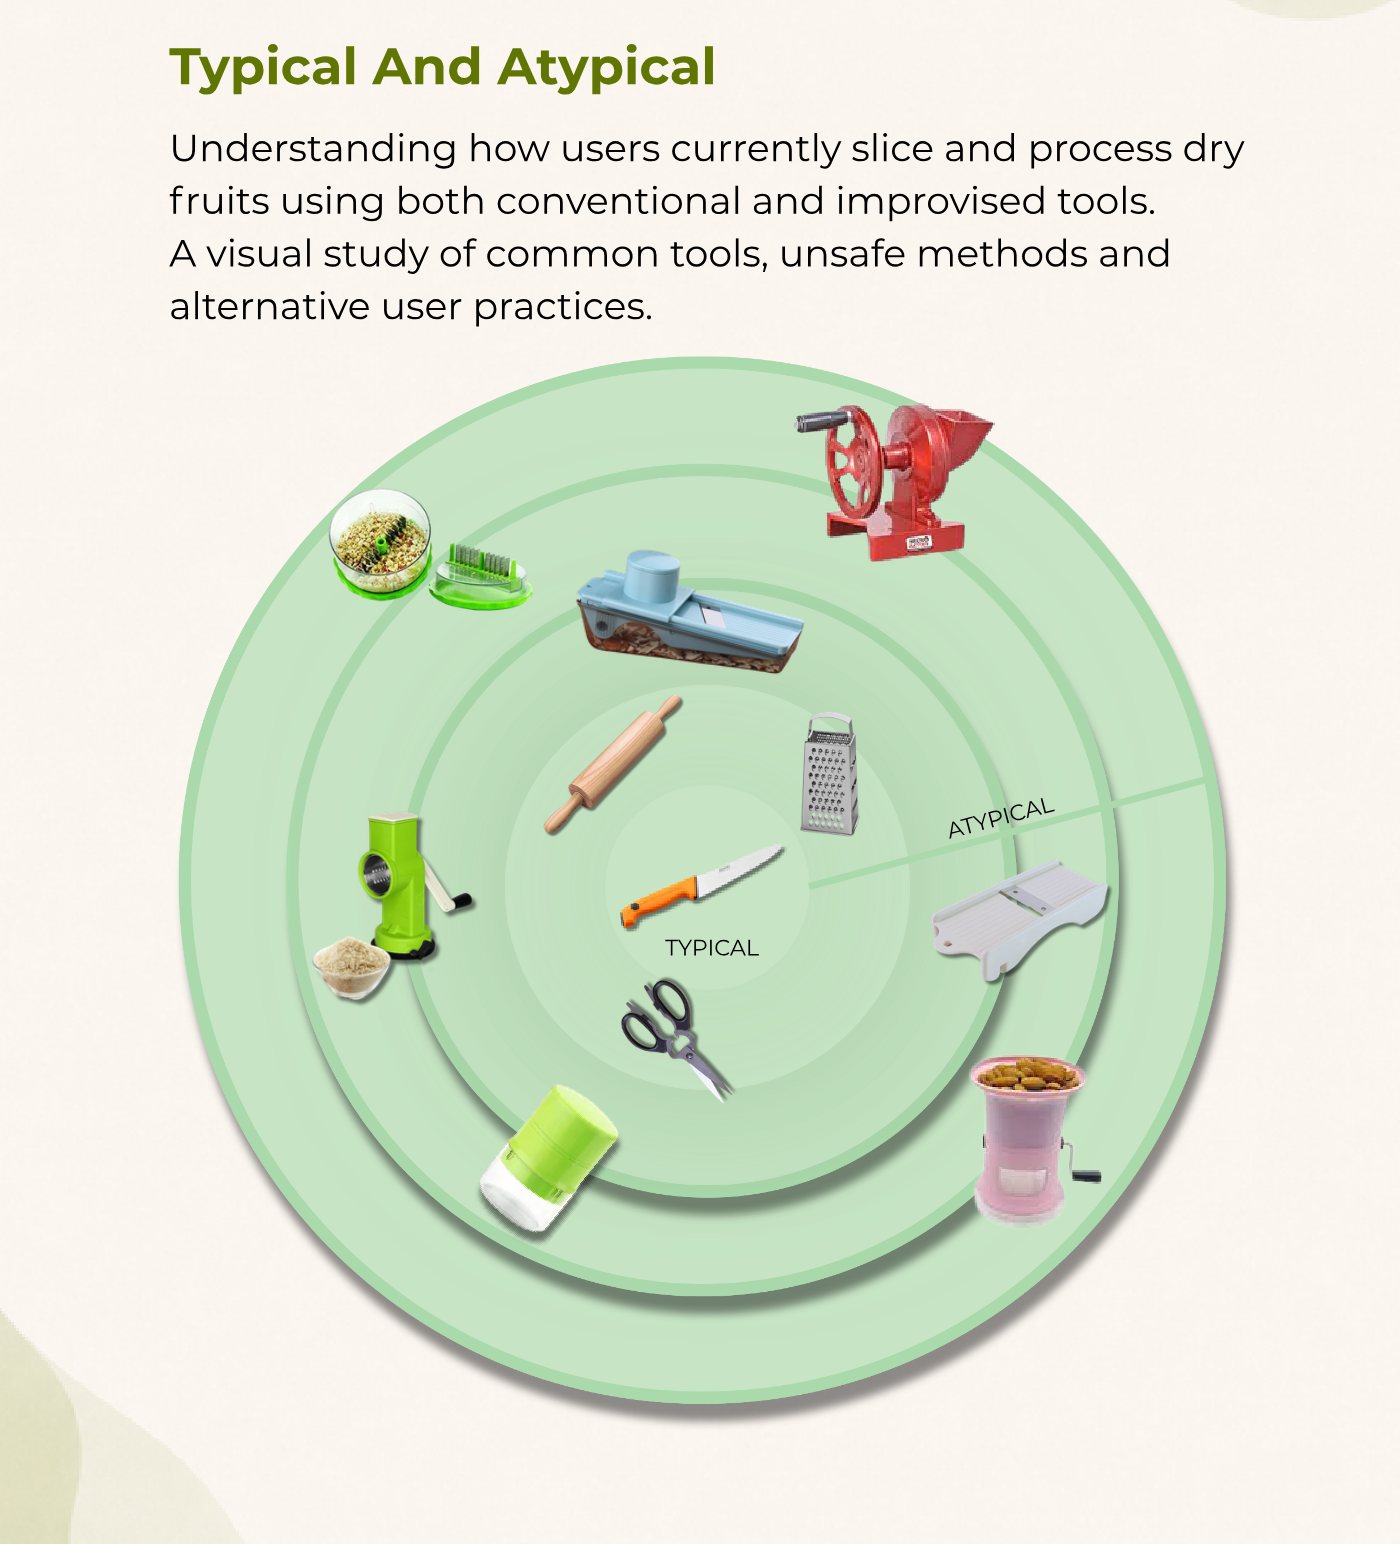 Typical And Atypical
Understanding how users currently slice and process dry
fruits using both conventional and improvised tools.
A visual study of common tools, unsafe methods and
alternative user practices.
ATYPICAL
TYPICAL